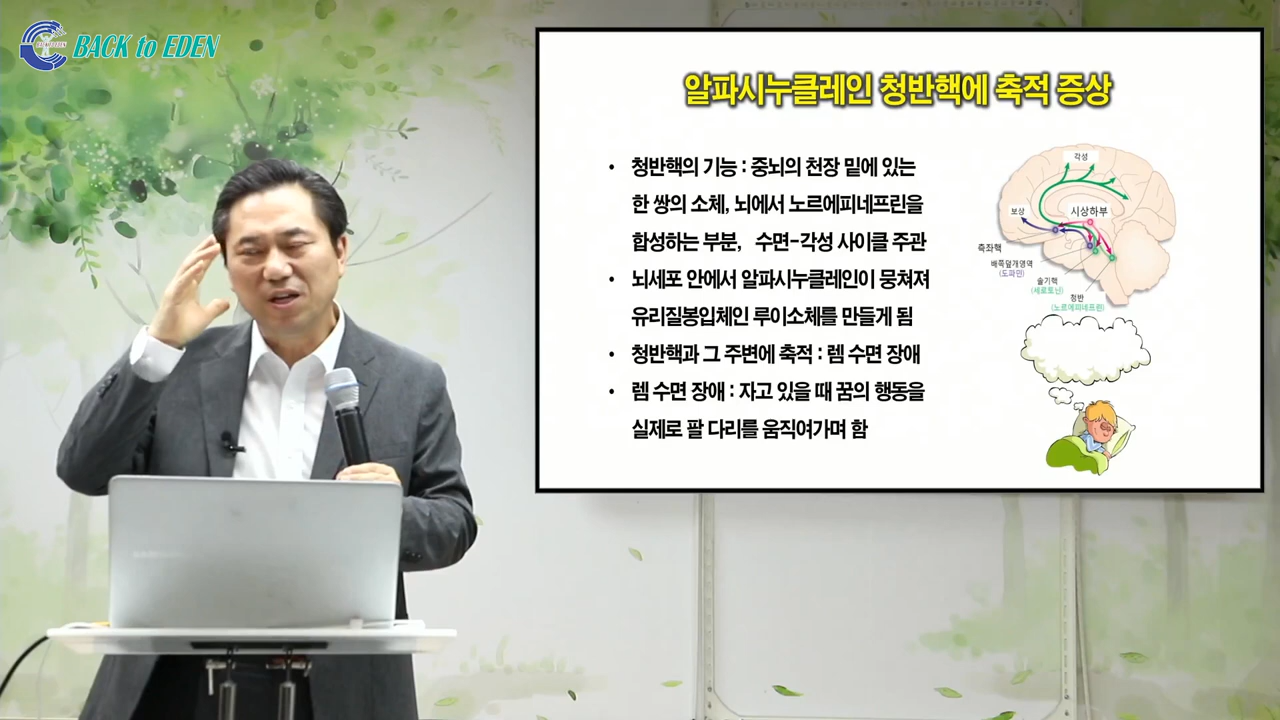 BACK to EDEN
알파시누클레인 청반핵에 축적 증상
• 청반핵의 기능 : 중뇌의 천장 밑에 있는
한 쌍의 소체, 뇌에서 노르에피네프린을
합성하는 부분, 수면-각성 사이클 주관
• 뇌세포 안에서 알파시누클레인이 뭉쳐져
유리질봉입체인 루이소체를 만들게 됨
• 청반핵과 그 주변에 축적 : 렘 수면 장애
• 렘 수면 장애 : 자고 있을 때 꿈의 행동을
실제로 팔 다리를 움직여가며 함
각성
보상
시상하부
측좌핵
배쪽덮개영역
(도파민)
솔기핵
(세로토닌)
청반
(노르에피네프린)